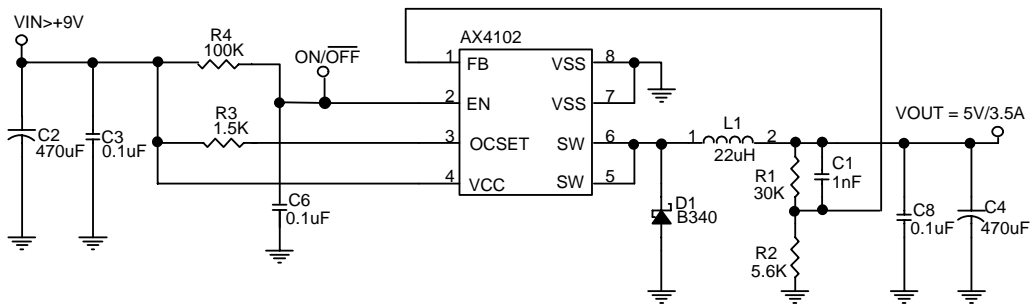 VIN>+9V
R4
100K
ON/OFF
AX4102
1 FB VSS 8
2 EN VSS 7
3 OCSET SW 6
4 VCC SW 5
R3
1.5K
C2
470uF
C3
0.1uF
C6
0.1uF
1 L1 2
22uH
VOUT = 5V/3.5A
D1
B340
R1
30K
C1
1nF
R2
5.6K
C8
0.1uF
C4
470uF